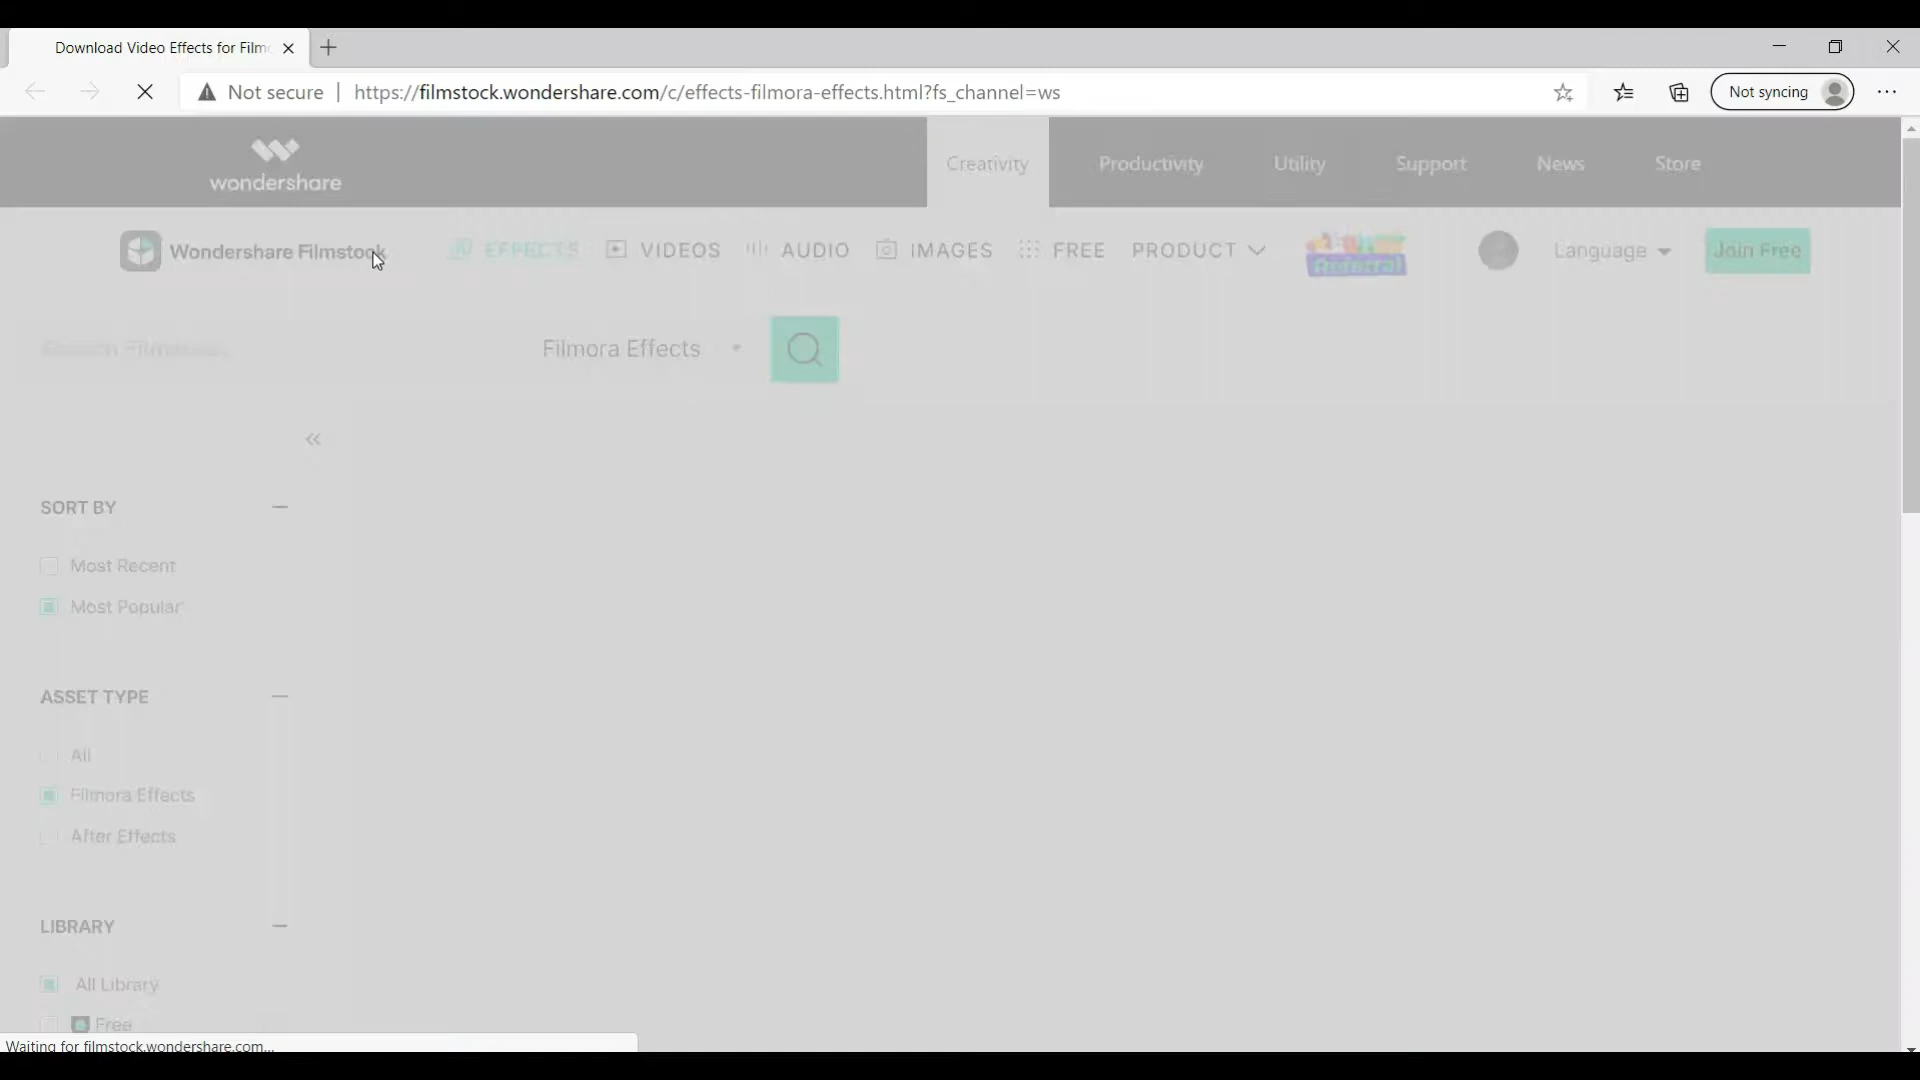 Download Video Effects for Film
Not secure
https://filmstock.wondershare.com/c/effects-filmora-effects.html?fs_channel=ws
Not syncing
wondershare
Creativity
Productivity
Utility
Support
News
Store
Wondershare Filmstock
EFFECTS
VIDEOS
AUDIO
IMAGES
FREE
PRODUCT
Referral
Language
Join Free
Search Filmstock...
Filmora Effects
SORT BY
Most Recent
Most Popular
ASSET TYPE
All
Filmora Effects
After Effects
LIBRARY
All Library
Free
Waiting for filmstock.wondershare.com...